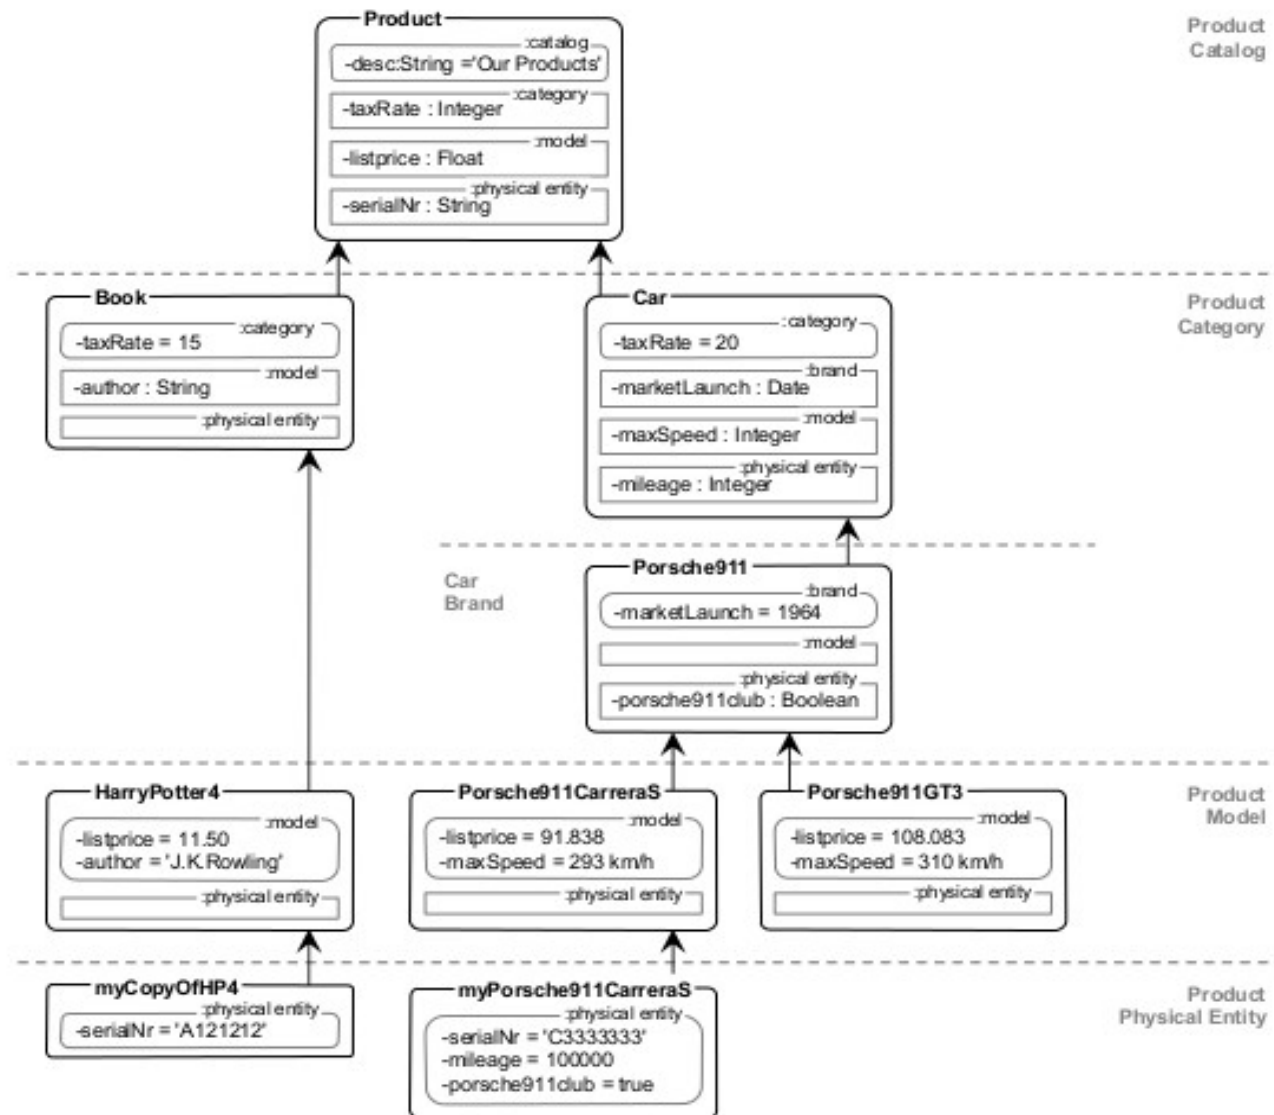 Product
:catalog
-desc:String ='Our Products'
:category
-taxRate : Integer
:model
-listprice : Float
:physical entity
-serialNr : String
Product
Catalog
Book
:category
-taxRate = 15
:model
-author : String
:physical entity
Car
:category
-taxRate = 20
:brand
-marketLaunch : Date
:model
-maxSpeed : Integer
:physical entity
-mileage : Integer
Product
Category
Car
Brand
Porsche911
:brand
-marketLaunch = 1964
:model
:physical entity
-porsche911club : Boolean
HarryPotter4
:model
-listprice = 11.50
-author = 'J.K.Rowling'
:physical entity
Porsche911CarreraS
:model
-listprice = 91.838
-maxSpeed = 293 km/h
:physical entity
Porsche911GT3
:model
-listprice = 108.083
-maxSpeed = 310 km/h
:physical entity
Product
Model
myCopyOfHP4
:physical entity
-serialNr = 'A121212'
myPorsche911CarreraS
:physical entity
-serialNr = 'C3333333'
-mileage = 100000
-porsche911club = true
Product
Physical Entity